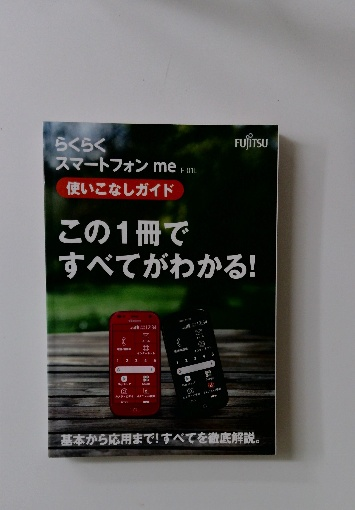 らくらく
FUJITSU
スマートフォン me F-01L
使いこなしガイド
この1冊で
すべてがわかる!
基本から応用まで!すべてを徹底解説。